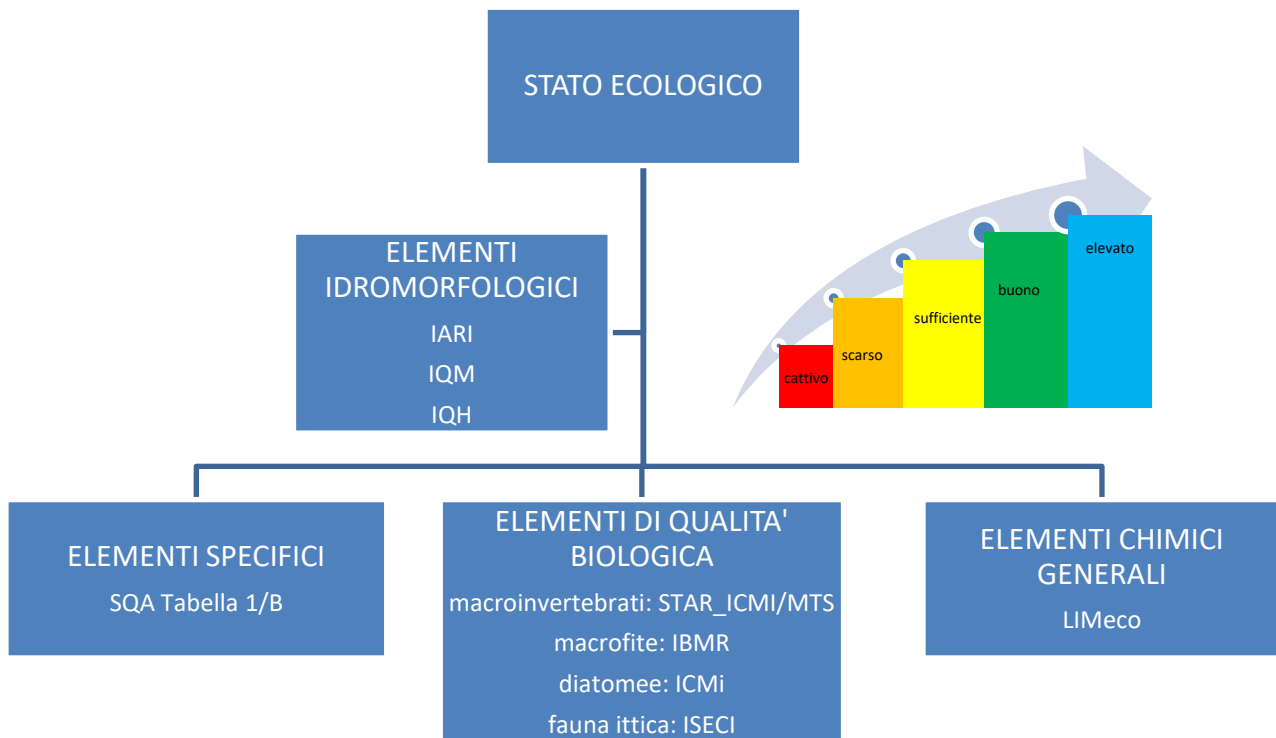 STATO ECOLOGICO
ELEMENTI
IDROMORFOLOGICI
IARI
IQM
IQH
cattivo
scarso
sufficiente
buono
elevato
ELEMENTI SPECIFICI
SQA Tabella 1/B
ELEMENTI DI QUALITA'
BIOLOGICA
macroinvertebrati: STAR_ICMI/MTS
macrofite: IBMR
diatomee: ICMi
fauna ittica: ISECI
ELEMENTI CHIMICI
GENERALI
LIMeco